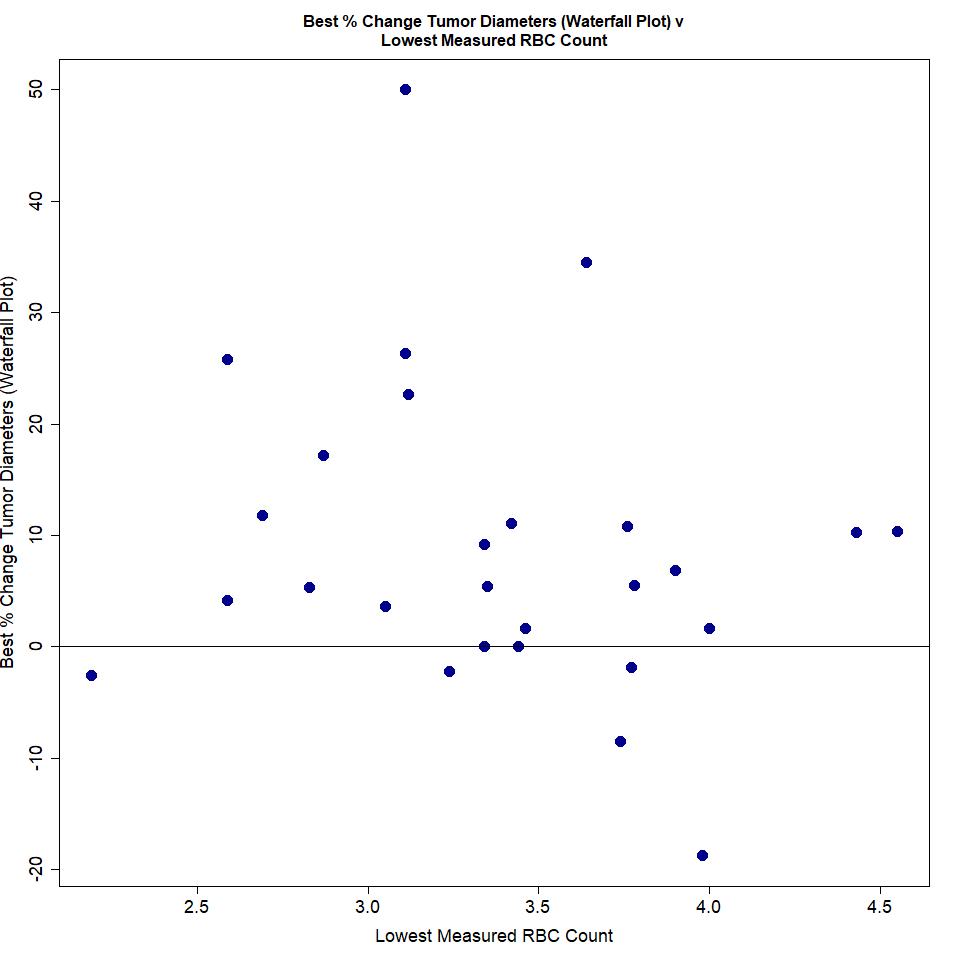 Best % Change Tumor Diameters (Waterfall Plot) v
Lowest Measured RBC Count
Best % Change Tumor Diameters (Waterfall Plot)
50
40
30
20
10
0
-10
-20
2.5 3.0 3.5 4.0 4.5
Lowest Measured RBC Count